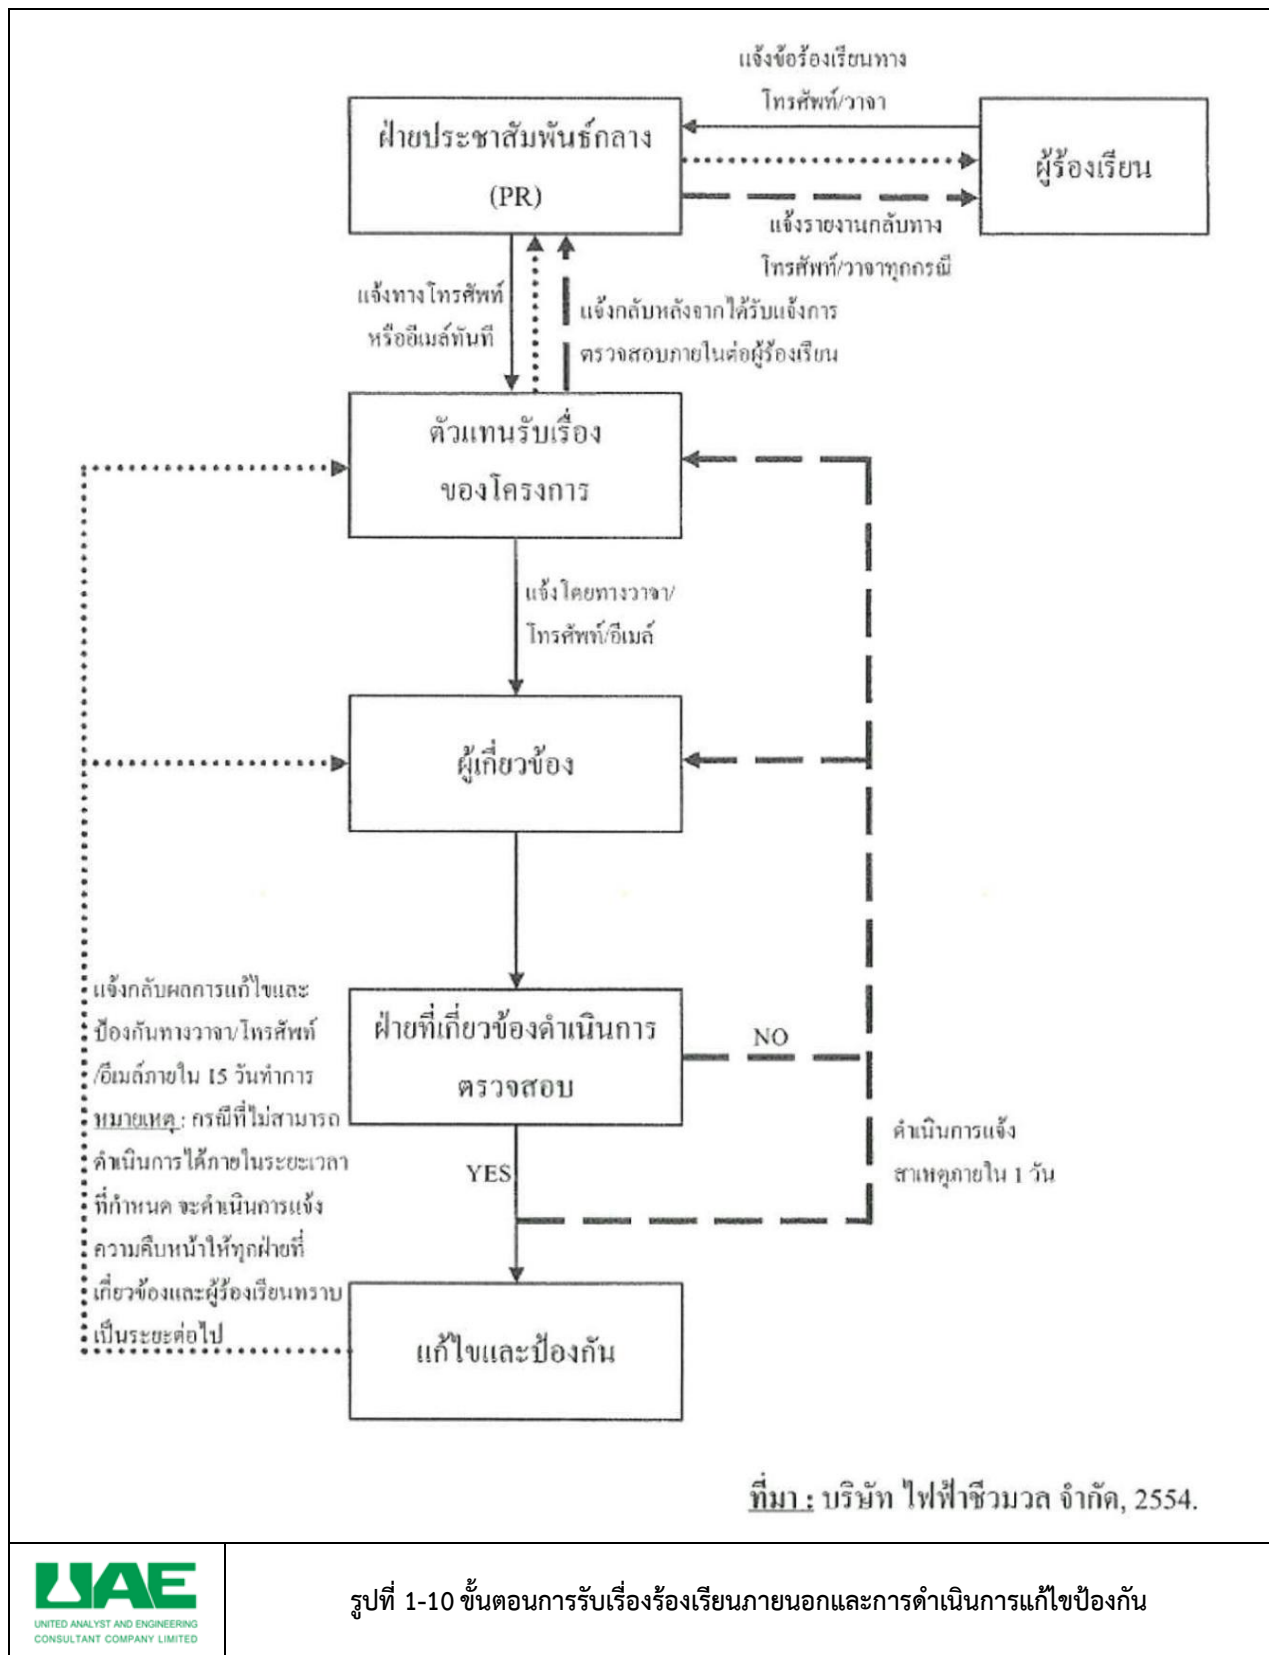 แจ้งข้อร้องเรียนทาง
โทรศัพท์/วาจา
ฝ่ายประชาสัมพันธ์กลาง
(PR)
ผู้ร้องเรียน
แจ้งรายงานกลับทาง
โทรศัพท์/วาจาทุกกรณี
แจ้งทางโทรศัพท์
หรืออีเมล์ทันที
แจ้งกลับหลังจากได้รับแจ้งการ
ตรวจสอบภายในต่อผู้ร้องเรียน
ตัวแทนรับเรื่อง
ของโครงการ
แจ้งโดยทางวาจา/
โทรศัพท์/อีเมล์
ผู้เกี่ยวข้อง
แจ้งกลับผลการแก้ไขและ
ป้องกันทางวาจา/โทรศัพท์
/อีเมล์ภายใน 15 วันทำการ
หมายเหตุ : กรณีที่ไม่สามารถ
ดำเนินการได้ภายในระยะเวลา
ที่กำหนด จะดำเนินการแจ้ง
ความคืบหน้าให้ทุกฝ่ายที่
เกี่ยวข้องและผู้ร้องเรียนทราบ
เป็นระยะต่อไป
ฝ่ายที่เกี่ยวข้องดำเนินการ
ตรวจสอบ
NO
YES
ดำเนินการแจ้ง
สาเหตุภายใน 1 วัน
แก้ไขและป้องกัน
ที่มา : บริษัท ไฟฟ้าชีวมวล จำกัด, 2554.
UAE
UNITED ANALYST AND ENGINEERING
CONSULTANT COMPANY LIMITED
รูปที่ 1-10 ขั้นตอนการรับเรื่องร้องเรียนภายนอกและการดำเนินการแก้ไขป้องกัน